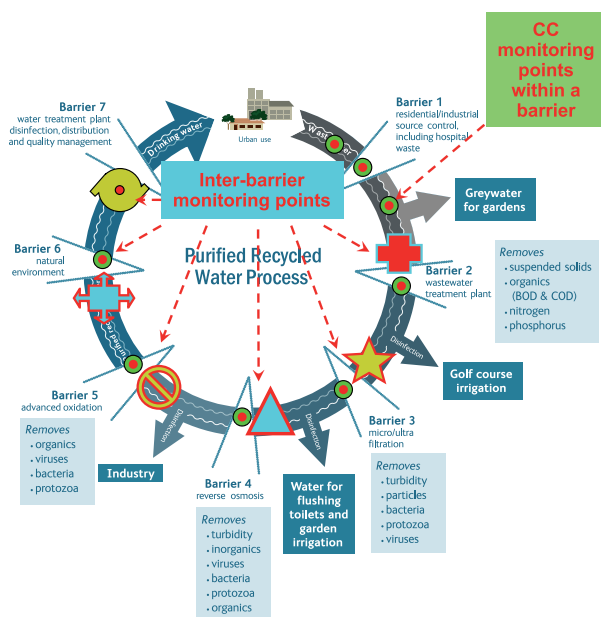 CC
monitoring
points
within a
barrier
Barrier 7
water treatment plant
disinfection, distribution
and quality management
Drinking water
Urban use
Barrier 1
residential/industrial
source control,
including hospital
waste
Inter-barrier
monitoring points
Greywater
for gardens
Purified Recycled
Water Process
Barrier 6
natural
environment
Barrier 2
wastewater
treatment plant
Removes
• suspended solids
• organics
(BOD & COD)
• nitrogen
• phosphorus
Disinfection
Golf course
irrigation
Barrier 5
advanced oxidation
Removes
• organics
• viruses
• bacteria
• protozoa
Disinfection
Industry
Barrier 4
reverse osmosis
Removes
• turbidity
• inorganics
• viruses
• bacteria
• protozoa
• organics
Disinfection
Water for
flushing
toilets and
garden
irrigation
Barrier 3
micro/ultra
filtration
Removes
• turbidity
• particles
• bacteria
• protozoa
• viruses